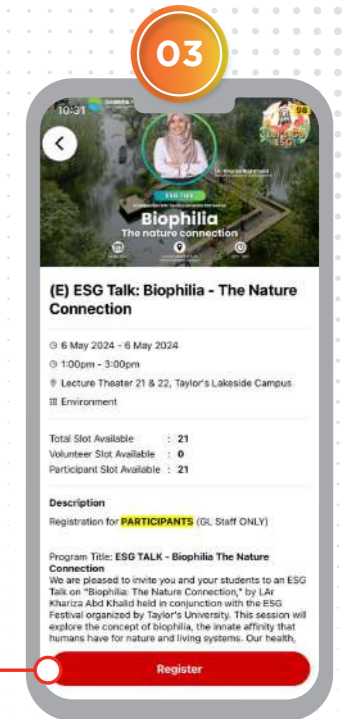 03
10:31
98
ESG TALK
Biophilia
The nature connection
(E) ESG Talk: Biophilia - The Nature
Connection
6 May 2024 - 6 May 2024
1:00pm - 3:00pm
Lecture Theater 21 & 22, Taylor's Lakeside Campus
Environment
Total Slot Available : 21
Volunteer Slot Available : 0
Participant Slot Available : 21
Description
Registration for PARTICIPANTS (GL Staff ONLY)
Program Title: ESG TALK - Biophilia The Nature
Connection
We are pleased to invite you and your students to an ESG
Talk on "Biophilia: The Nature Connection," by LAr
Khariza Abd Khalid held in conjunction with the ESG
Festival organized by Taylor's University. This session will
explore the concept of biophilia, the innate affinity that
humans have for nature and living systems. Our health,
Register